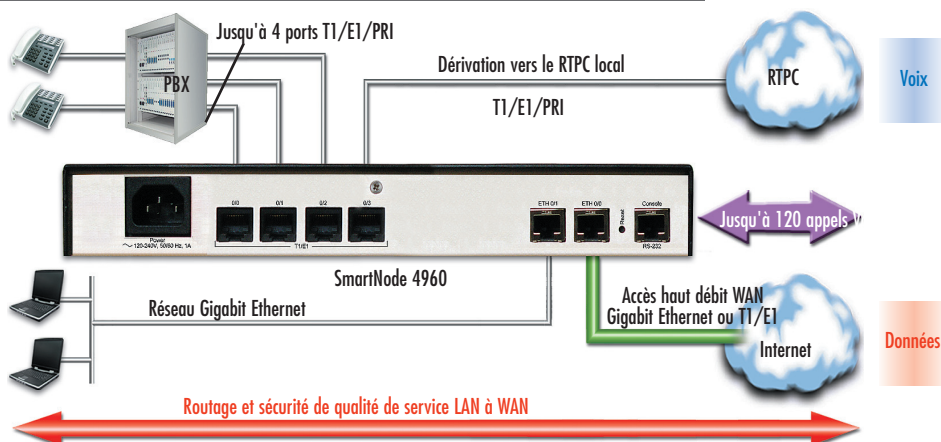 Jusqu'à 4 ports T1/E1/PRI
PBX
Dérivation vers le RTPC local
T1/E1/PRI
RTPC
Voix
0/0
0/1
0/2
0/3
T1/E1
Power
120-240V, 50/60 Hz, 1A
ETH 0/1
ETH 0/0
Reset
Console
RS-232
Jusqu'à 120 appels
SmartNode 4960
Réseau Gigabit Ethernet
Accès haut débit WAN
Gigabit Ethernet ou T1/E1
Internet
Données
Routage et sécurité de qualité de service LAN à WAN